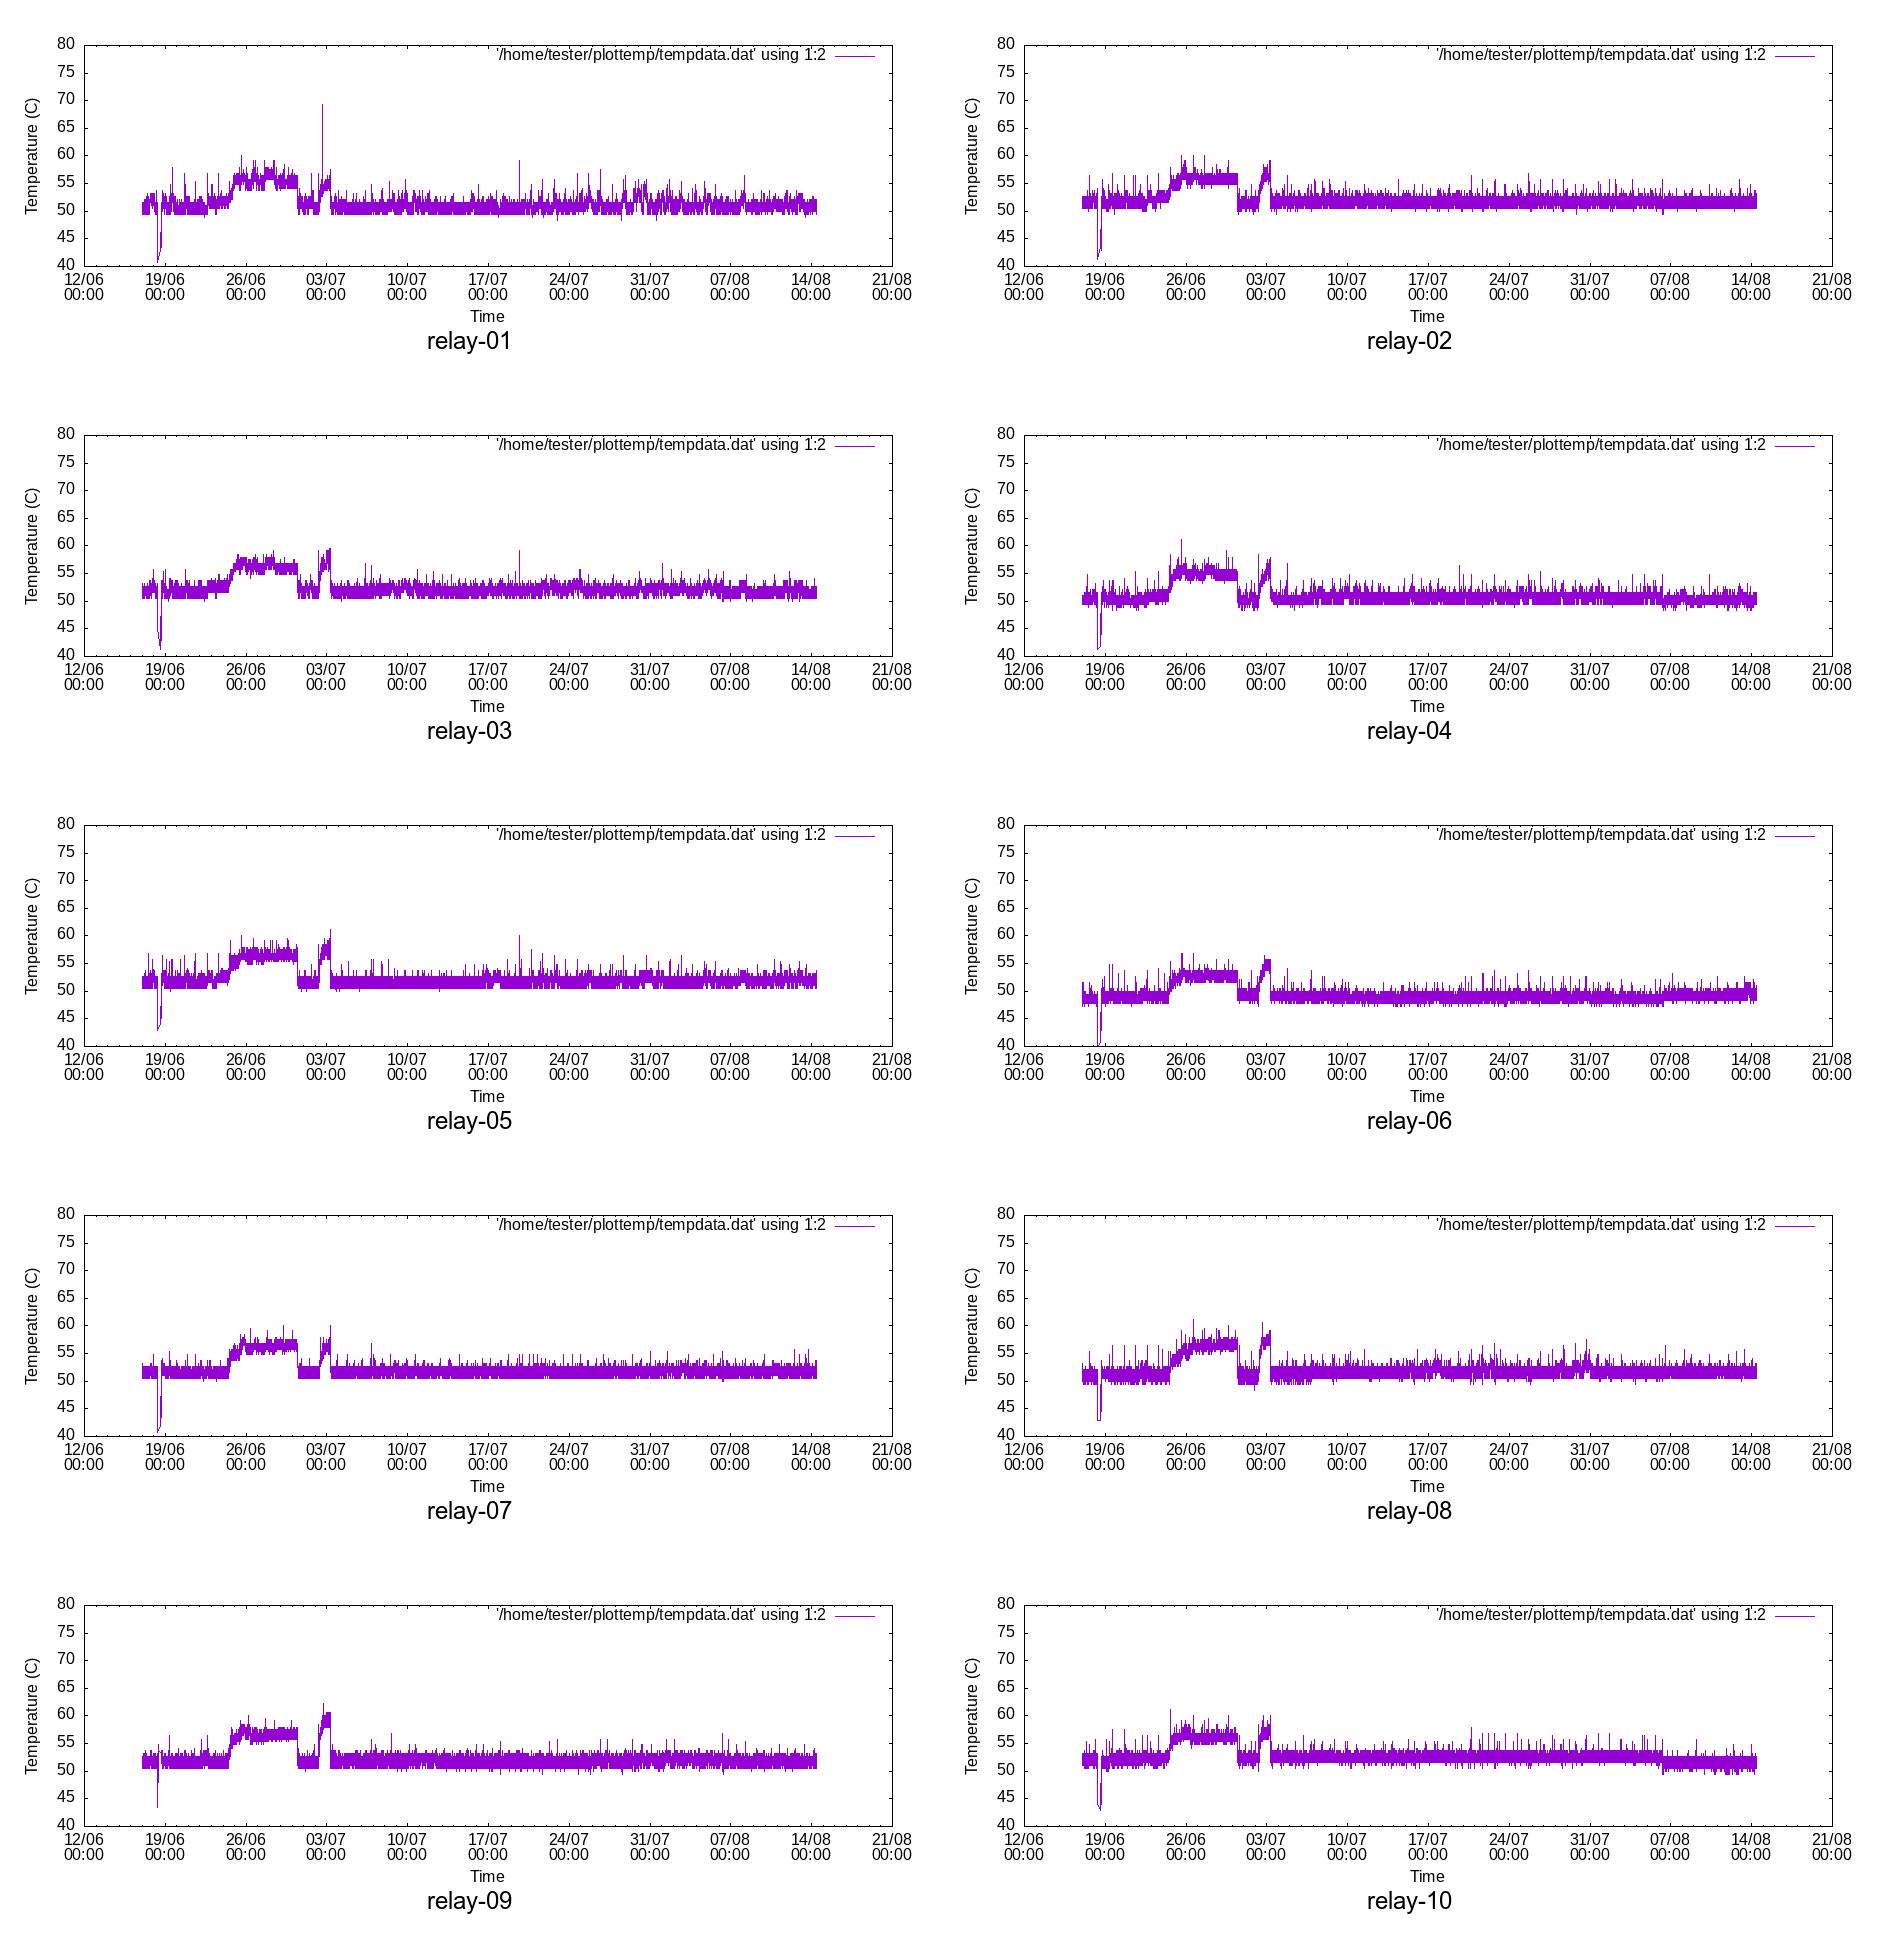 80 '/home/tester/plottemp/tempdata.dat' using 1:2
75
70
65
60
55
50
45
40
Temperature (C)
12/06 19/06 26/06 03/07 10/07 17/07 24/07 31/07 07/08 14/08 21/08
00:00 00:00 00:00 00:00 00:00 00:00 00:00 00:00 00:00 00:00 00:00
Time
relay-01
80 '/home/tester/plottemp/tempdata.dat' using 1:2
75
70
65
60
55
50
45
40
Temperature (C)
12/06 19/06 26/06 03/07 10/07 17/07 24/07 31/07 07/08 14/08 21/08
00:00 00:00 00:00 00:00 00:00 00:00 00:00 00:00 00:00 00:00 00:00
Time
relay-02
80 '/home/tester/plottemp/tempdata.dat' using 1:2
75
70
65
60
55
50
45
40
Temperature (C)
12/06 19/06 26/06 03/07 10/07 17/07 24/07 31/07 07/08 14/08 21/08
00:00 00:00 00:00 00:00 00:00 00:00 00:00 00:00 00:00 00:00 00:00
Time
relay-03
80 '/home/tester/plottemp/tempdata.dat' using 1:2
75
70
65
60
55
50
45
40
Temperature (C)
12/06 19/06 26/06 03/07 10/07 17/07 24/07 31/07 07/08 14/08 21/08
00:00 00:00 00:00 00:00 00:00 00:00 00:00 00:00 00:00 00:00 00:00
Time
relay-04
80 '/home/tester/plottemp/tempdata.dat' using 1:2
75
70
65
60
55
50
45
40
Temperature (C)
12/06 19/06 26/06 03/07 10/07 17/07 24/07 31/07 07/08 14/08 21/08
00:00 00:00 00:00 00:00 00:00 00:00 00:00 00:00 00:00 00:00 00:00
Time
relay-05
80 '/home/tester/plottemp/tempdata.dat' using 1:2
75
70
65
60
55
50
45
40
Temperature (C)
12/06 19/06 26/06 03/07 10/07 17/07 24/07 31/07 07/08 14/08 21/08
00:00 00:00 00:00 00:00 00:00 00:00 00:00 00:00 00:00 00:00 00:00
Time
relay-06
80 '/home/tester/plottemp/tempdata.dat' using 1:2
75
70
65
60
55
50
45
40
Temperature (C)
12/06 19/06 26/06 03/07 10/07 17/07 24/07 31/07 07/08 14/08 21/08
00:00 00:00 00:00 00:00 00:00 00:00 00:00 00:00 00:00 00:00 00:00
Time
relay-07
80 '/home/tester/plottemp/tempdata.dat' using 1:2
75
70
65
60
55
50
45
40
Temperature (C)
12/06 19/06 26/06 03/07 10/07 17/07 24/07 31/07 07/08 14/08 21/08
00:00 00:00 00:00 00:00 00:00 00:00 00:00 00:00 00:00 00:00 00:00
Time
relay-08
80 '/home/tester/plottemp/tempdata.dat' using 1:2
75
70
65
60
55
50
45
40
Temperature (C)
12/06 19/06 26/06 03/07 10/07 17/07 24/07 31/07 07/08 14/08 21/08
00:00 00:00 00:00 00:00 00:00 00:00 00:00 00:00 00:00 00:00 00:00
Time
relay-09
80 '/home/tester/plottemp/tempdata.dat' using 1:2
75
70
65
60
55
50
45
40
Temperature (C)
12/06 19/06 26/06 03/07 10/07 17/07 24/07 31/07 07/08 14/08 21/08
00:00 00:00 00:00 00:00 00:00 00:00 00:00 00:00 00:00 00:00 00:00
Time
relay-10